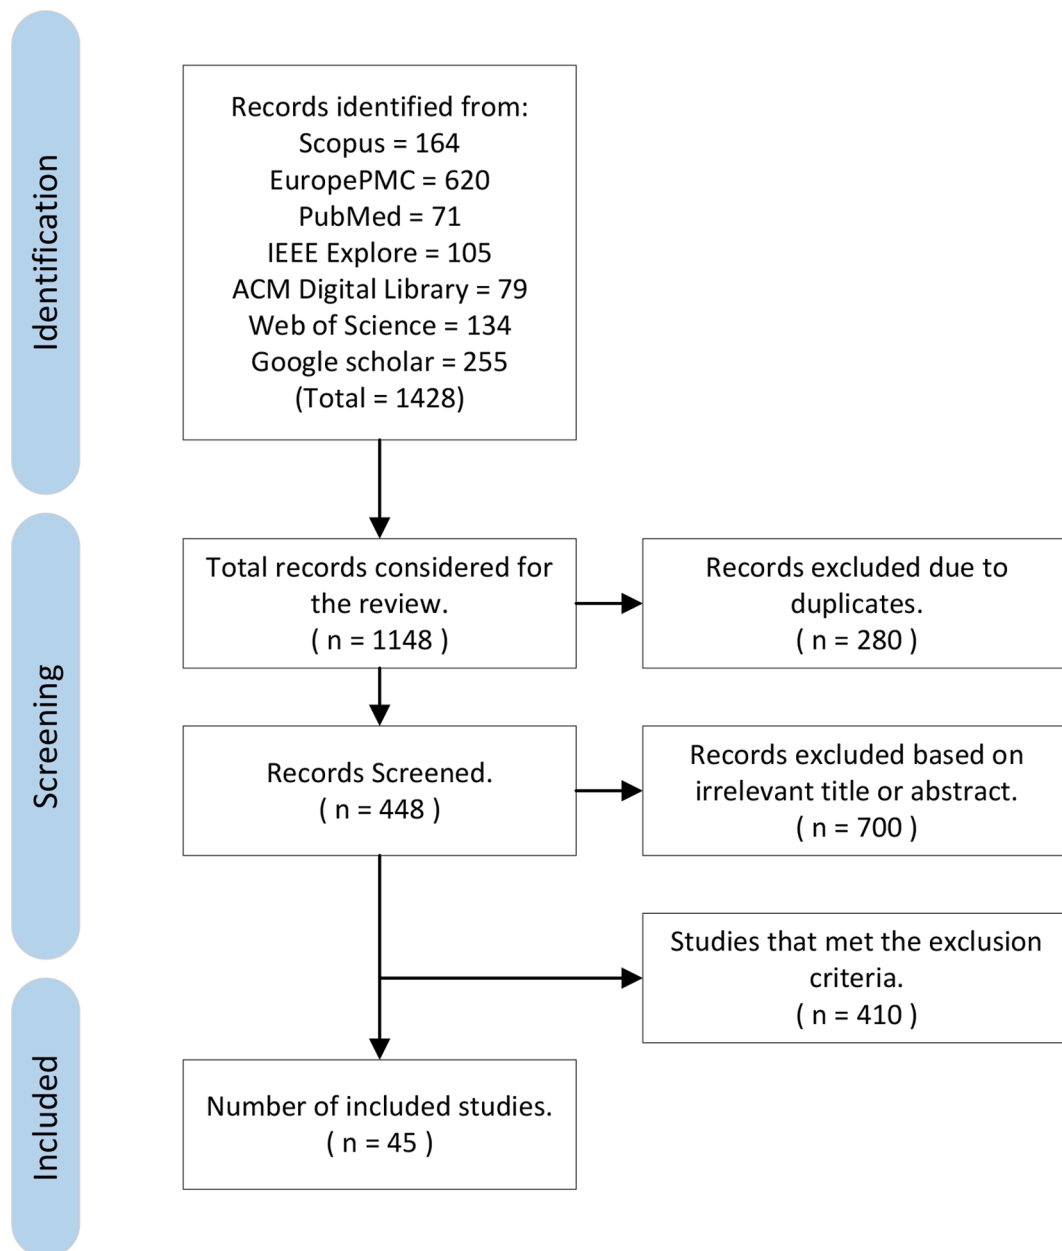 Identification
Records identified from:
Scopus = 164
EuropePMC = 620
PubMed = 71
IEEE Explore = 105
ACM Digital Library = 79
Web of Science = 134
Google scholar = 255
(Total = 1428)
Screening
Total records considered for
the review.
( n = 1148 )
Records excluded due to
duplicates.
( n = 280 )
Records Screened.
( n = 448 )
Records excluded based on
irrelevant title or abstract.
( n = 700 )
Studies that met the exclusion
criteria.
( n = 410 )
Included
Number of included studies.
( n = 45 )